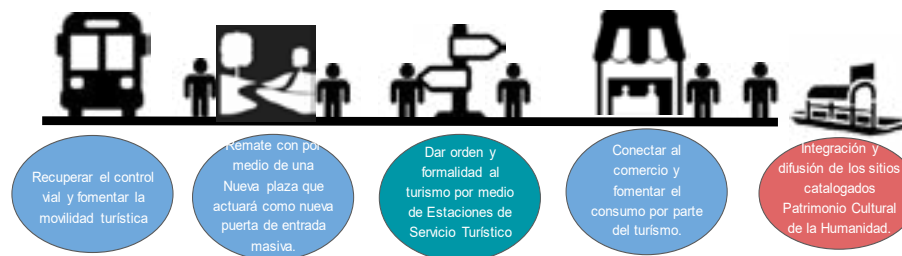 Recuperar el control
vial y fomentar la
movilidad turística
Remate con por
medio de una
Nueva plaza que
actuará como nueva
puerta de entrada
masiva.
Dar orden y
formalidad al
turismo por medio
de Estaciones de
Servicio Turístico
Conectar al
comercio y
fomentar el
consumo por parte
del turísmo.
Integración y
difusión de los sitios
catalogados
Patrimonio Cultural
de la Humanidad.